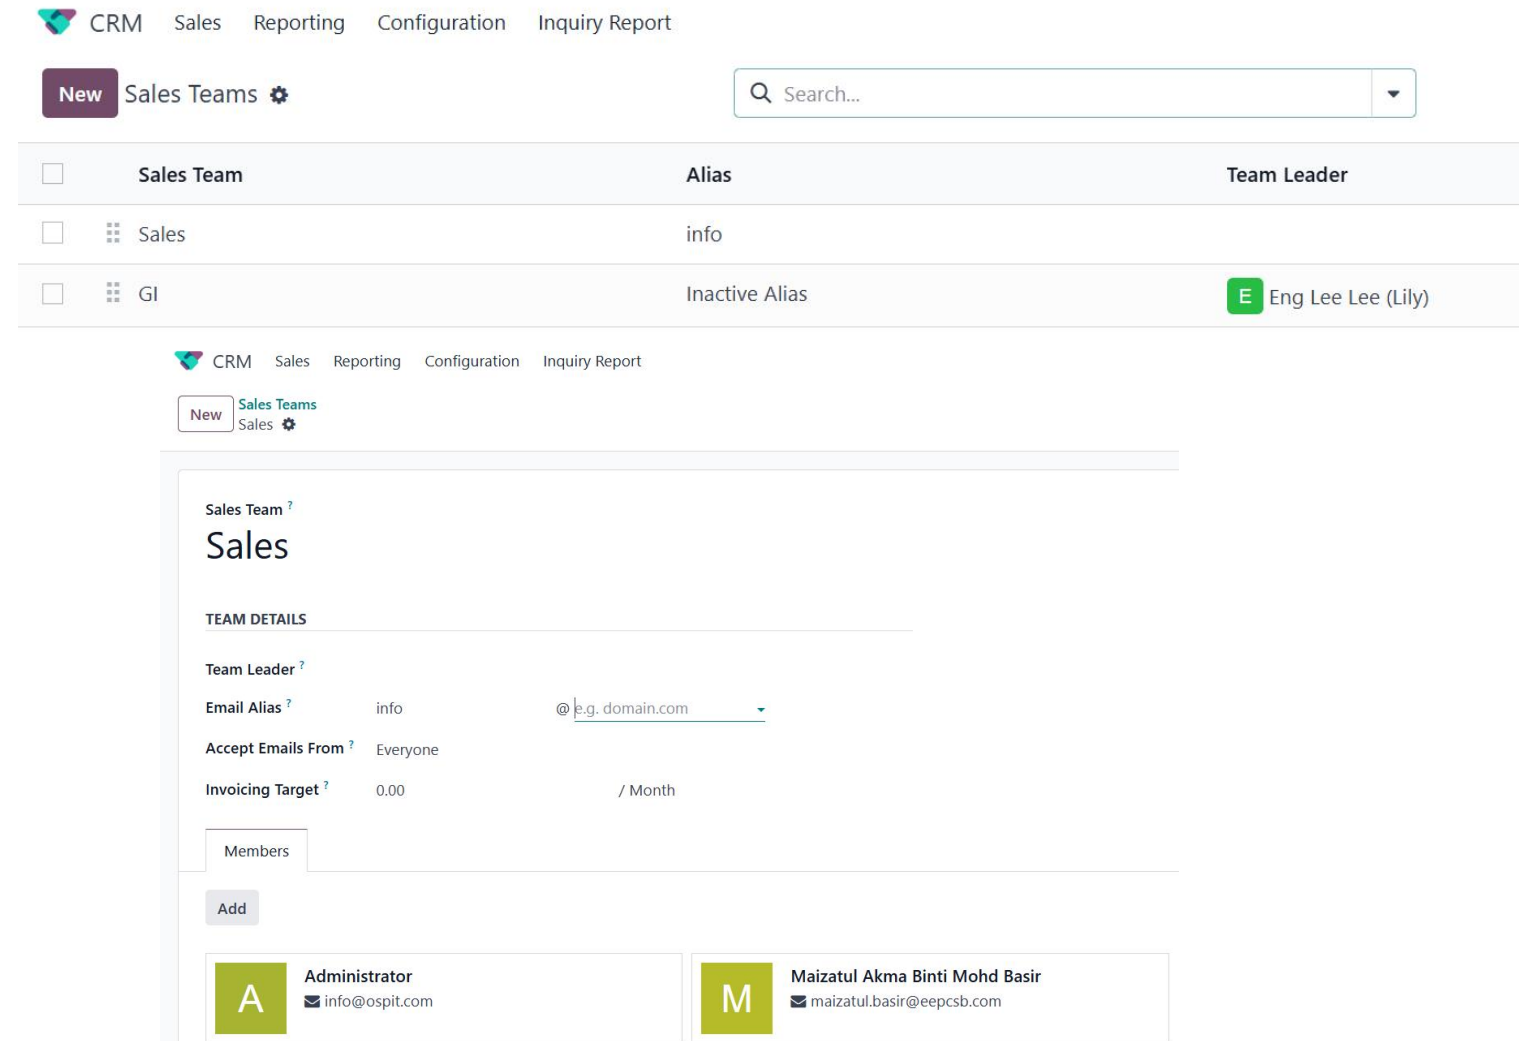 CRM Sales Reporting Configuration Inquiry Report
New Sales Teams
Search...
Sales Team Alias Team Leader
Sales info
GI Inactive Alias E Eng Lee Lee (Lily)
CRM Sales Reporting Configuration Inquiry Report
New Sales Teams
Sales
Sales Team ?
Sales
TEAM DETAILS
Team Leader ?
Email Alias ? info @ e.g. domain.com
Accept Emails From ? Everyone
Invoicing Target ? 0.00 / Month
Members
Add
A Administrator
info@ospit.com
M Maizatul Akma Binti Mohd Basir
maizatul.basir@eepcsb.com